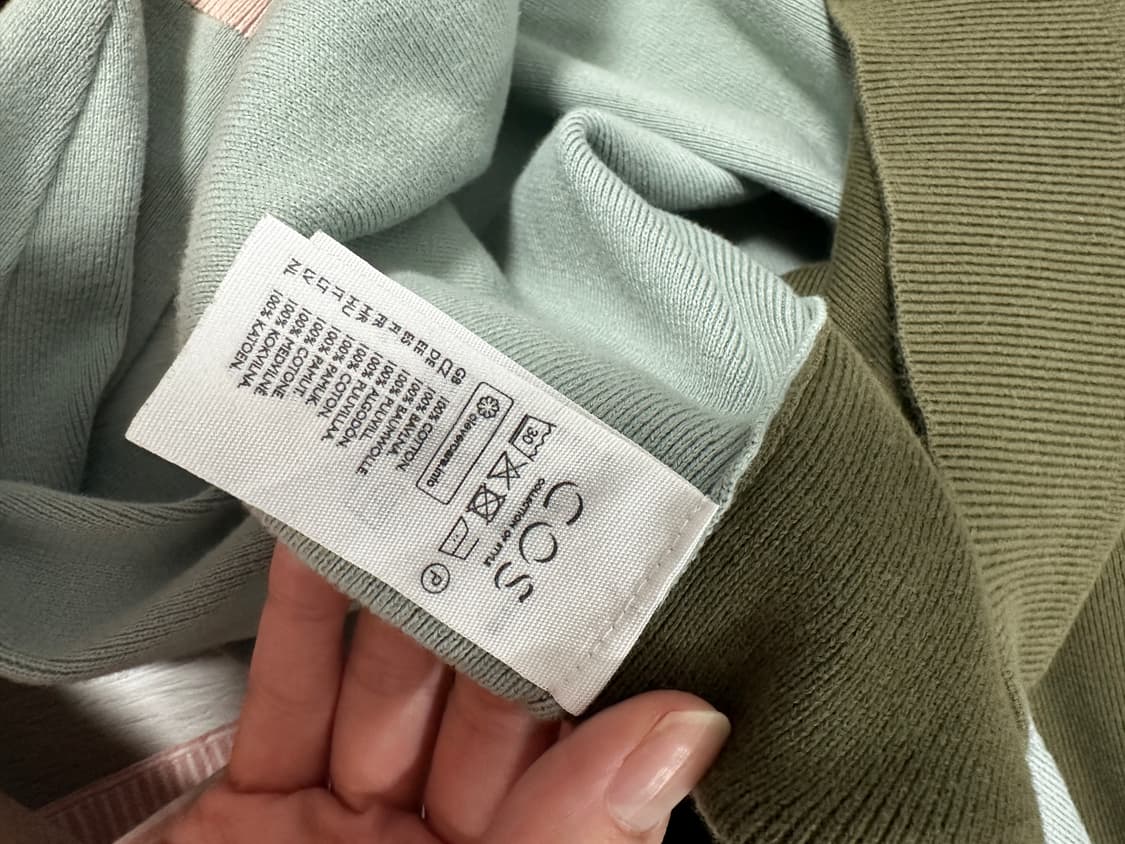 COS
COLLECTION OF STYLE
30
P
clevercare.info
GB 100% COTTON
CZ 100% BAVLNA
DE 100% BAUMWOLLE
EE 100% PUUVILL
ES 100% ALGODÓN
FI 100% PUUVILLA
FR 100% COTON
HR 100% PAMUK
HU 100% PAMUT
IT 100% COTONE
LT 100% MEDVILNĖ
LV 100% KOKVILNA
NL 100% KATOEN